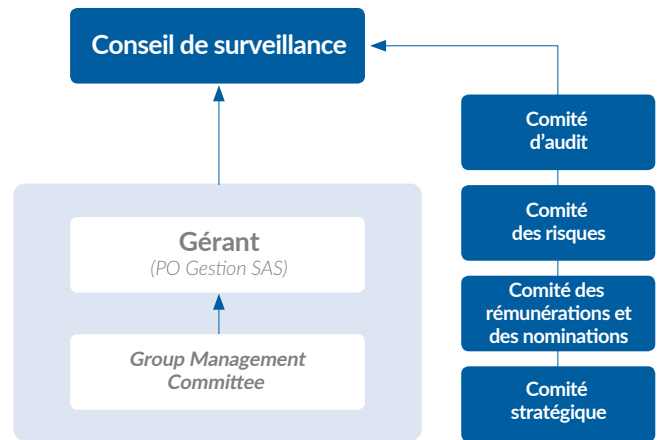 Conseil de surveillance
Gérant
(PO Gestion SAS)
Group Management
Committee
Comité
d'audit
Comité
des risques
Comité des
rémunérations et
des nominations
Comité
stratégique